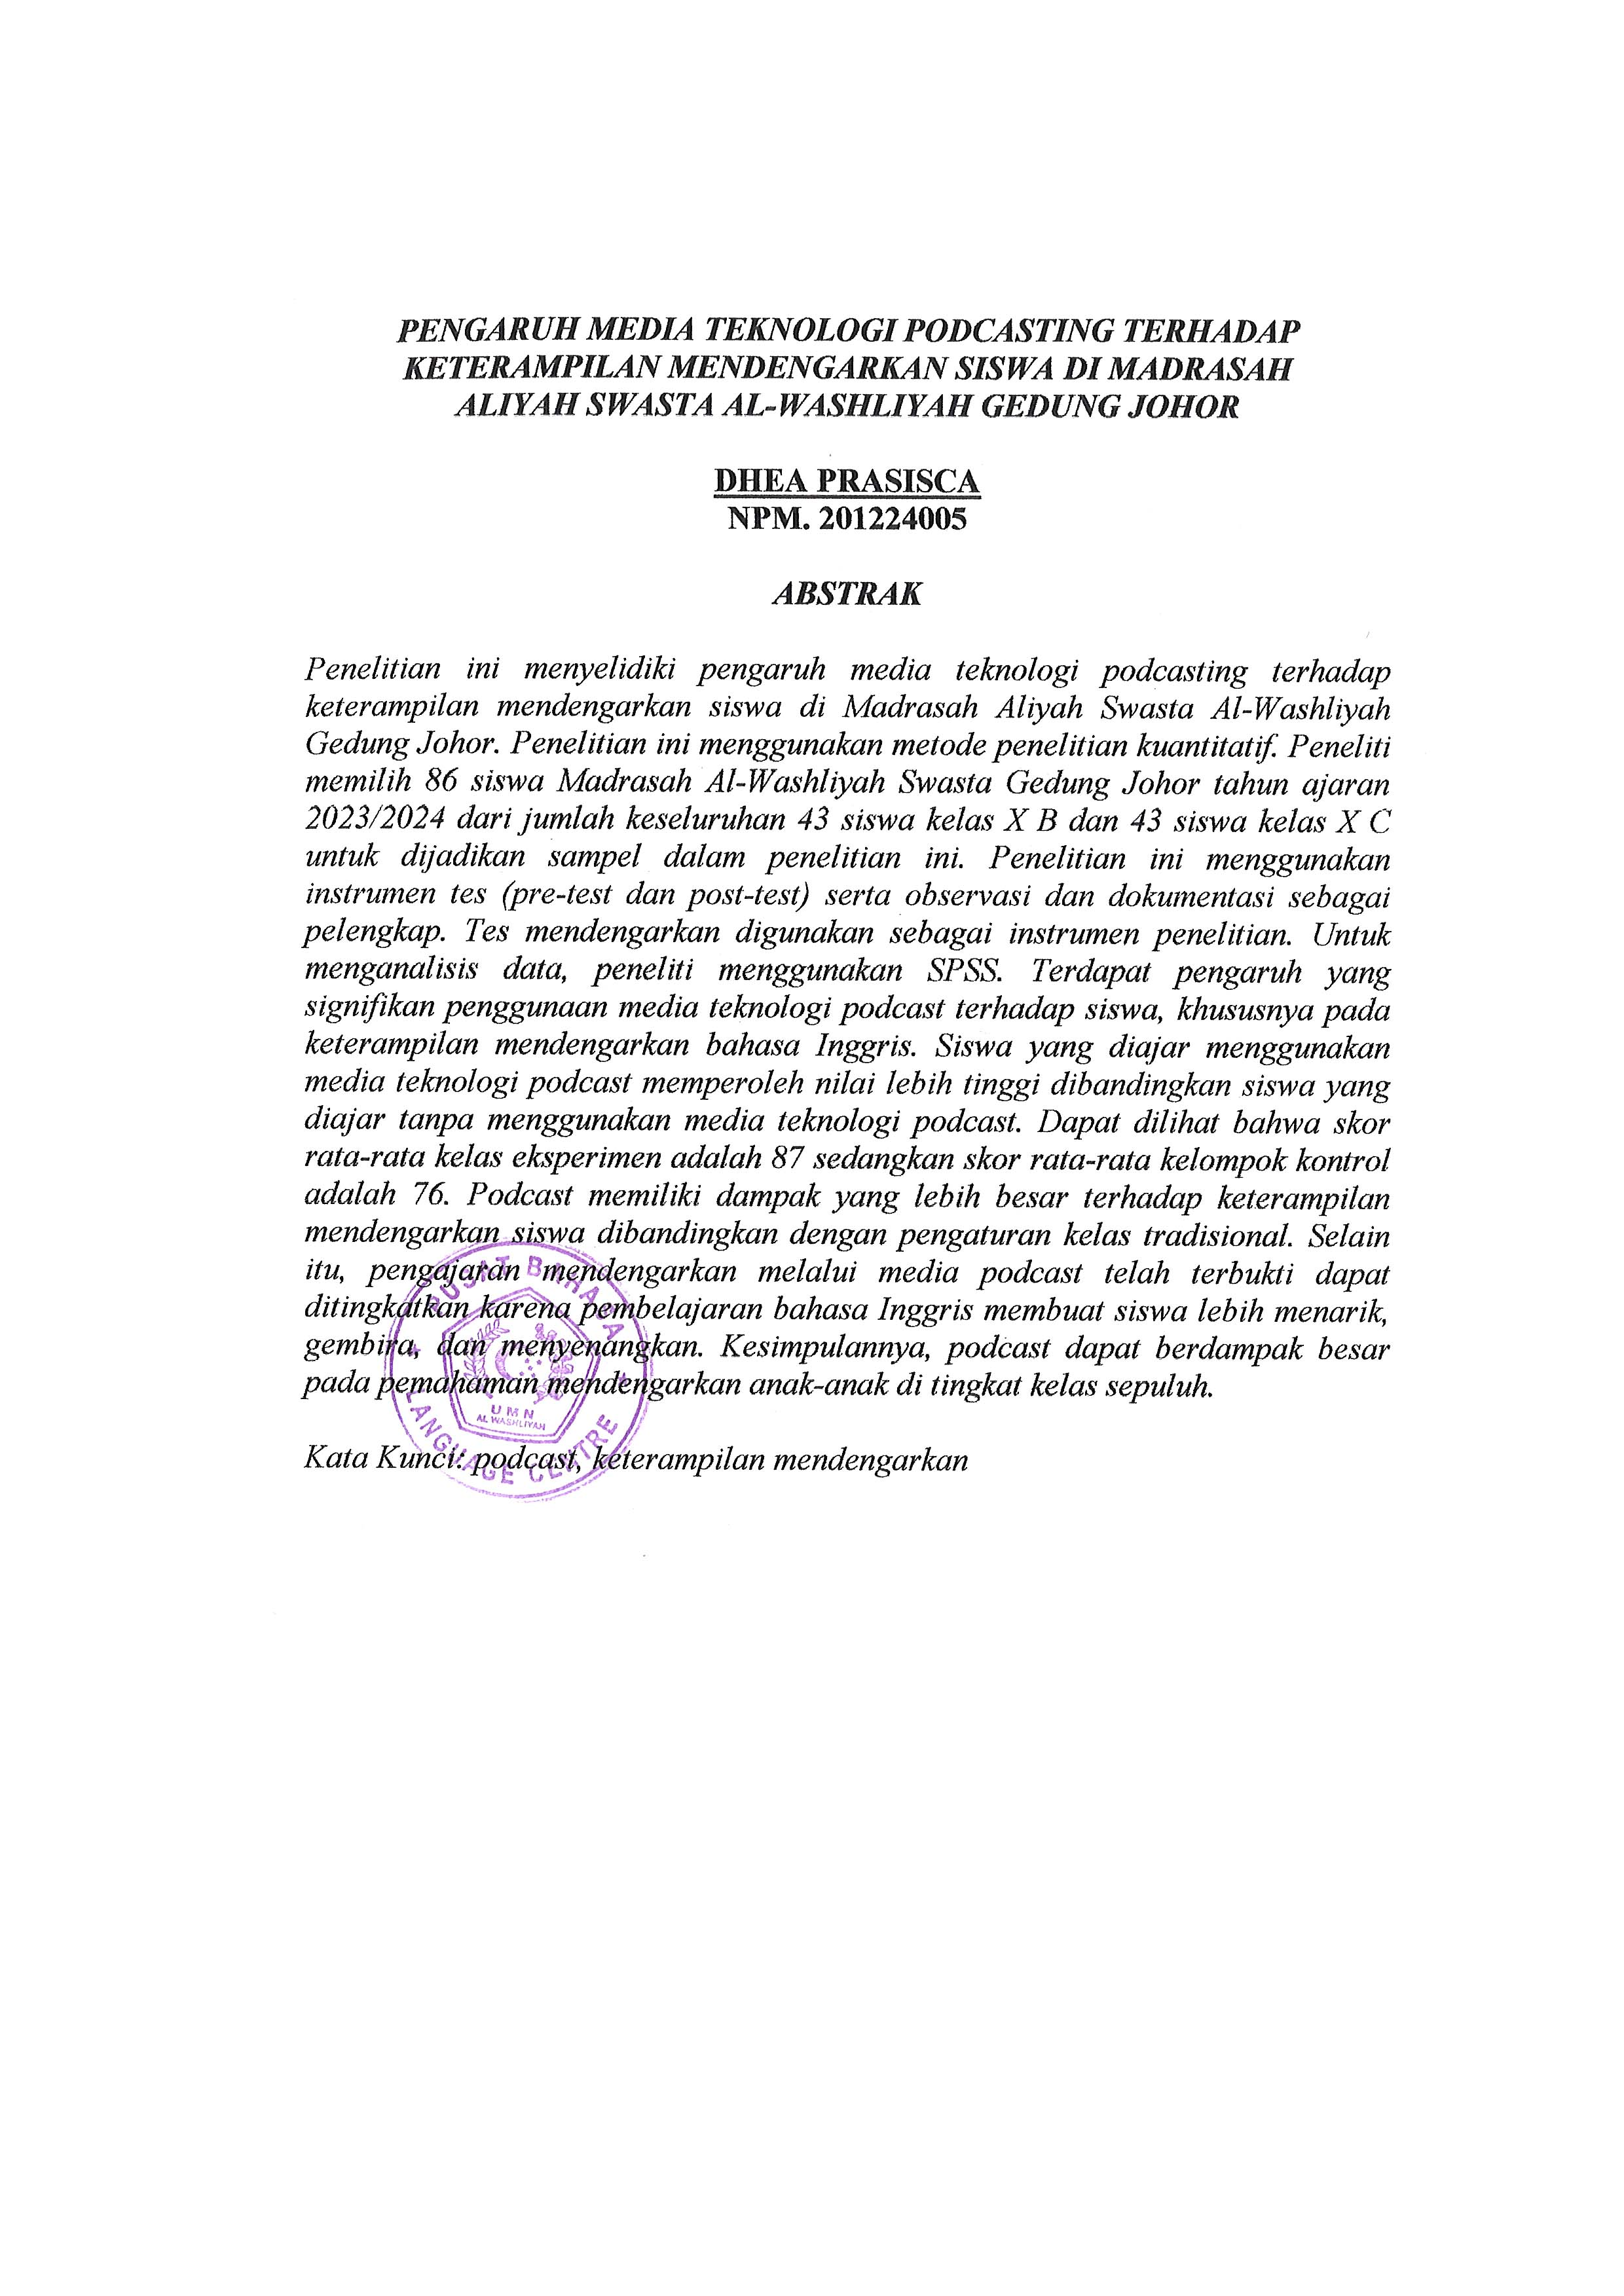 PENGARUH MEDIA TEKNOLOGI PODCASTING TERHADAP
KETERAMPILAN MENDENGARKAN SISWA DI MADRASAH
ALIYAH SWASTA AL-WASHLIYAH GEDUNG JOHOR
DHEA PRASISCA
NPM. 201224005
ABSTRAK
Penelitian ini menyelidiki pengaruh media teknologi podcasting terhadap
keterampilan mendengarkan siswa di Madrasah Aliyah Swasta Al-Washliyah
Gedung Johor. Penelitian ini menggunakan metode penelitian kuantitatif. Peneliti
memilih 86 siswa Madrasah Al-Washliyah Swasta Gedung Johor tahun ajaran
2023/2024 dari jumlah keseluruhan 43 siswa kelas X B dan 43 siswa kelas X C
untuk dijadikan sampel dalam penelitian ini. Penelitian ini menggunakan
instrumen tes (pre-test dan post-test) serta observasi dan dokumentasi sebagai
pelengkap. Tes mendengarkan digunakan sebagai instrumen penelitian. Untuk
menganalisis data, peneliti menggunakan SPSS. Terdapat pengaruh yang
signifikan penggunaan media teknologi podcast terhadap siswa, khususnya pada
keterampilan mendengarkan bahasa Inggris. Siswa yang diajar menggunakan
media teknologi podcast memperoleh nilai lebih tinggi dibandingkan siswa yang
diajar tanpa menggunakan media teknologi podcast. Dapat dilihat bahwa skor
rata-rata kelas eksperimen adalah 87 sedangkan skor rata-rata kelompok kontrol
adalah 76. Podcast memiliki dampak yang lebih besar terhadap keterampilan
mendengarkan siswa dibandingkan dengan pengaturan kelas tradisional. Selain
itu, pengajaran mendengarkan melalui media podcast telah terbukti dapat
ditingkatkan karena pembelajaran bahasa Inggris membuat siswa lebih menarik,
gembira, dan menyenangkan. Kesimpulannya, podcast dapat berdampak besar
pada pemahaman mendengarkan anak-anak di tingkat kelas sepuluh.
Kata Kunci: podcast, keterampilan mendengarkan
PUSAT BAHASA
UMN
AL WASHLIYAH
LANGUAGE CENTRE